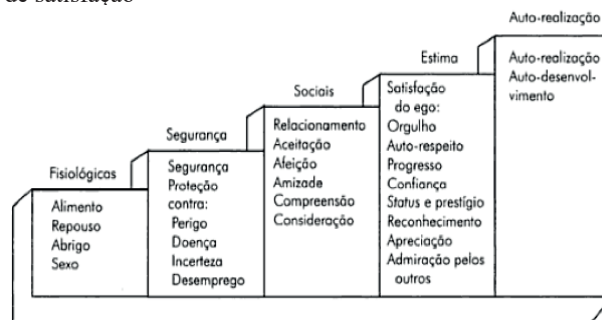 de satisfação
Fisiológicas
Alimento
Repouso
Abrigo
Sexo
Segurança
Segurança
Proteção
contra:
Perigo
Doença
Incerteza
Desemprego
Sociais
Relacionamento
Aceitação
Afeição
Amizade
Compreensão
Consideração
Estima
Satisfação
do ego:
Orgulho
Auto-respeito
Progresso
Confiança
Status e prestígio
Reconhecimento
Apreciação
Admiração pelos
outros
Auto-realização
Auto-realização
Auto-desenvol-
vimento